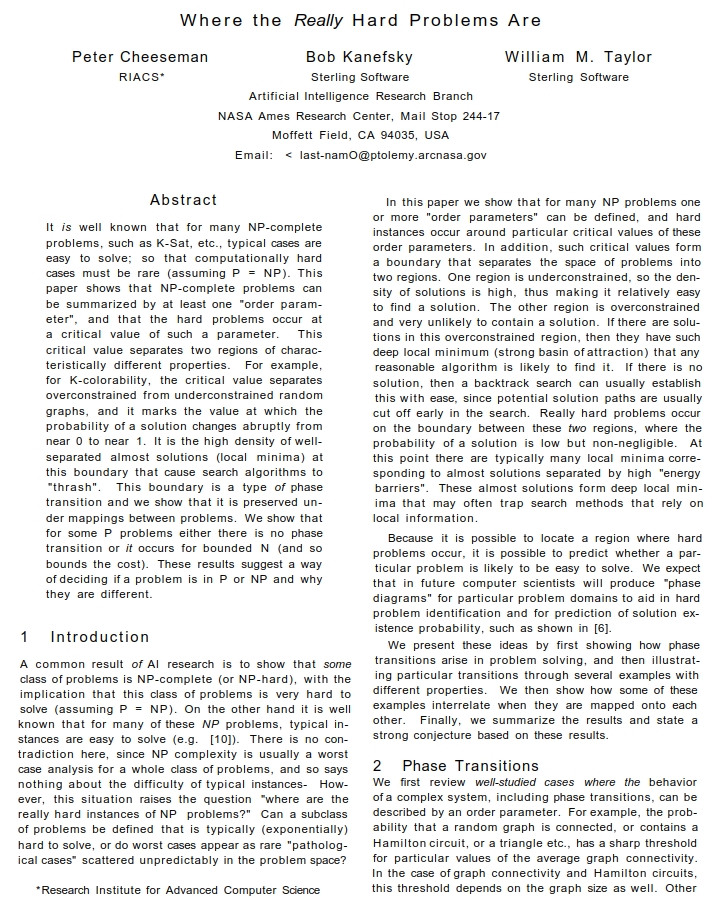 Where the Really Hard Problems Are
Peter Cheeseman
RIACS*
Bob Kanefsky
Sterling Software
William M. Taylor
Sterling Software
Artificial Intelligence Research Branch
NASA Ames Research Center, Mail Stop 244-17
Moffett Field, CA 94035, USA
Email: < last-namO@ptolemy.arcnasa.gov
Abstract
It is well known that for many NP-complete
problems, such as K-Sat, etc., typical cases are
easy to solve; so that computationally hard
cases must be rare (assuming P = NP). This
paper shows that NP-complete problems can
be summarized by at least one "order param-
eter", and that the hard problems occur at
a critical value of such a parameter. This
critical value separates two regions of charac-
teristically different properties. For example,
for K-colorability, the critical value separates
overconstrained from underconstrained random
graphs, and it marks the value at which the
probability of a solution changes abruptly from
near 0 to near 1. It is the high density of well-
separated almost solutions (local minima) at
this boundary that cause search algorithms to
"thrash". This boundary is a type of phase
transition and we show that it is preserved un-
der mappings between problems. We show that
for some P problems either there is no phase
transition or it occurs for bounded N (and so
bounds the cost). These results suggest a way
of deciding if a problem is in P or NP and why
they are different.
1 Introduction
A common result of AI research is to show that some
class of problems is NP-complete (or NP-hard), with the
implication that this class of problems is very hard to
solve (assuming P = NP). On the other hand it is well
known that for many of these NP problems, typical in-
stances are easy to solve (e.g. [10]). There is no con-
tradiction here, since NP complexity is usually a worst
case analysis for a whole class of problems, and so says
nothing about the difficulty of typical instances- How-
ever, this situation raises the question "where are the
really hard instances of NP problems?" Can a subclass
of problems be defined that is typically (exponentially)
hard to solve, or do worst cases appear as rare "patholog-
ical cases" scattered unpredictably in the problem space?
*Research Institute for Advanced Computer Science
In this paper we show that for many NP problems one
or more "order parameters" can be defined, and hard
instances occur around particular critical values of these
order parameters. In addition, such critical values form
a boundary that separates the space of problems into
two regions. One region is underconstrained, so the den-
sity of solutions is high, thus making it relatively easy
to find a solution. The other region is overconstrained
and very unlikely to contain a solution. If there are solu-
tions in this overconstrained region, then they have such
deep local minimum (strong basin of attraction) that any
reasonable algorithm is likely to find it. If there is no
solution, then a backtrack search can usually establish
this with ease, since potential solution paths are usually
cut off early in the search. Really hard problems occur
on the boundary between these two regions, where the
probability of a solution is low but non-negligible. At
this point there are typically many local minima corre-
sponding to almost solutions separated by high "energy
barriers". These almost solutions form deep local min-
ima that may often trap search methods that rely on
local information.
Because it is possible to locate a region where hard
problems occur, it is possible to predict whether a par-
ticular problem is likely to be easy to solve. We expect
that in future computer scientists will produce "phase
diagrams" for particular problem domains to aid in hard
problem identification and for prediction of solution ex-
istence probability, such as shown in [6].
We present these ideas by first showing how phase
transitions arise in problem solving, and then illustrat-
ing particular transitions through several examples with
different properties. We then show how some of these
examples interrelate when they are mapped onto each
other. Finally, we summarize the results and state a
strong conjecture based on these results.
2 Phase Transitions
We first review well-studied cases where the behavior
of a complex system, including phase transitions, can be
described by an order parameter. For example, the prob-
ability that a random graph is connected, or contains a
Hamilton circuit, or a triangle etc., has a sharp threshold
for particular values of the average graph connectivity.
In the case of graph connectivity and Hamilton circuits,
this threshold depends on the graph size as well. Other